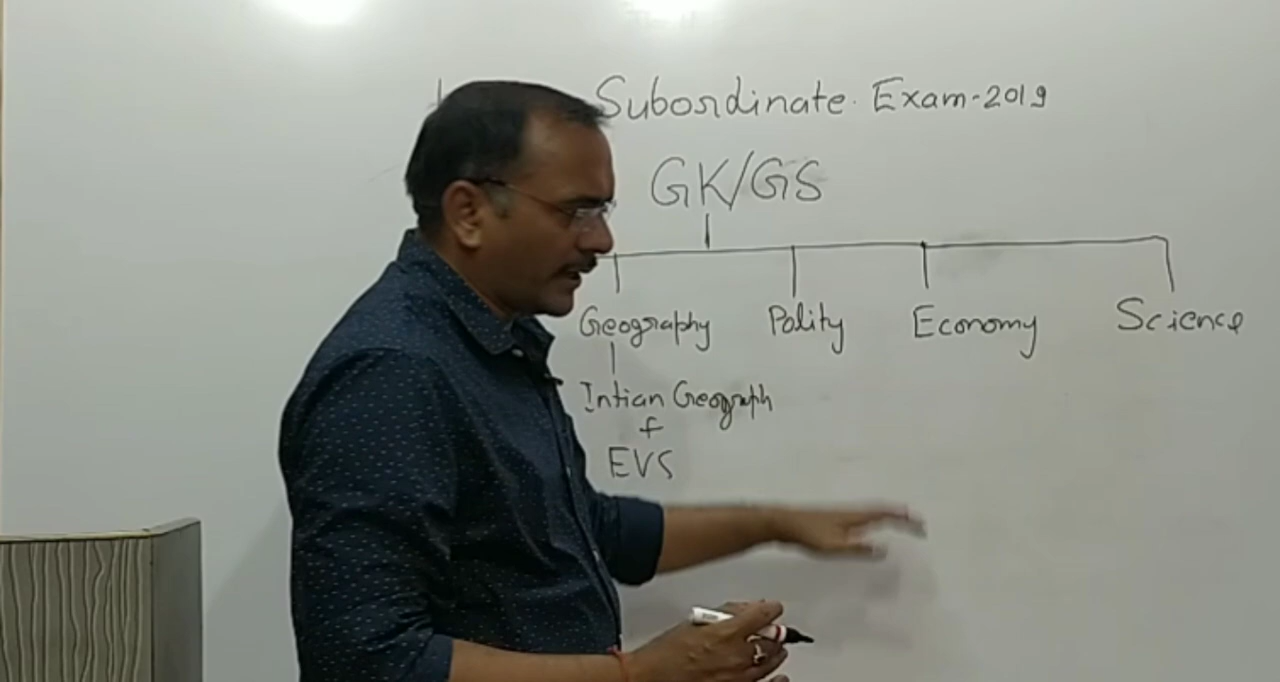 Subordinate. Exam-2019
GK/GS
Geography Polity Economy Science
Intian Geograph
+
EVS